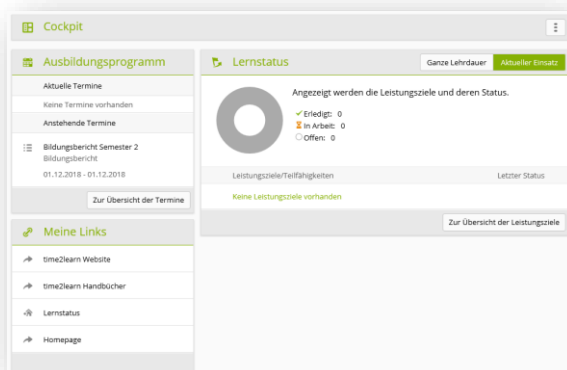 Cockpit
Ausbildungsprogramm
Aktuelle Termine
Keine Termine vorhanden
Anstehende Termine
Bildungsbericht Semester 2
Bildungsbericht
01.12.2018 - 01.12.2018
Zur Übersicht der Termine
Meine Links
time2learn Website
time2learn Handbücher
Lernstatus
Homepage
Lernstatus
Ganze Lehrdauer
Aktueller Einsatz
Angezeigt werden die Leistungsziele und deren Status.
Erledigt: 0
In Arbeit: 0
Offen: 0
Leistungsziele/Teilfähigkeiten
Letzter Status
Keine Leistungsziele vorhanden
Zur Übersicht der Leistungsziele